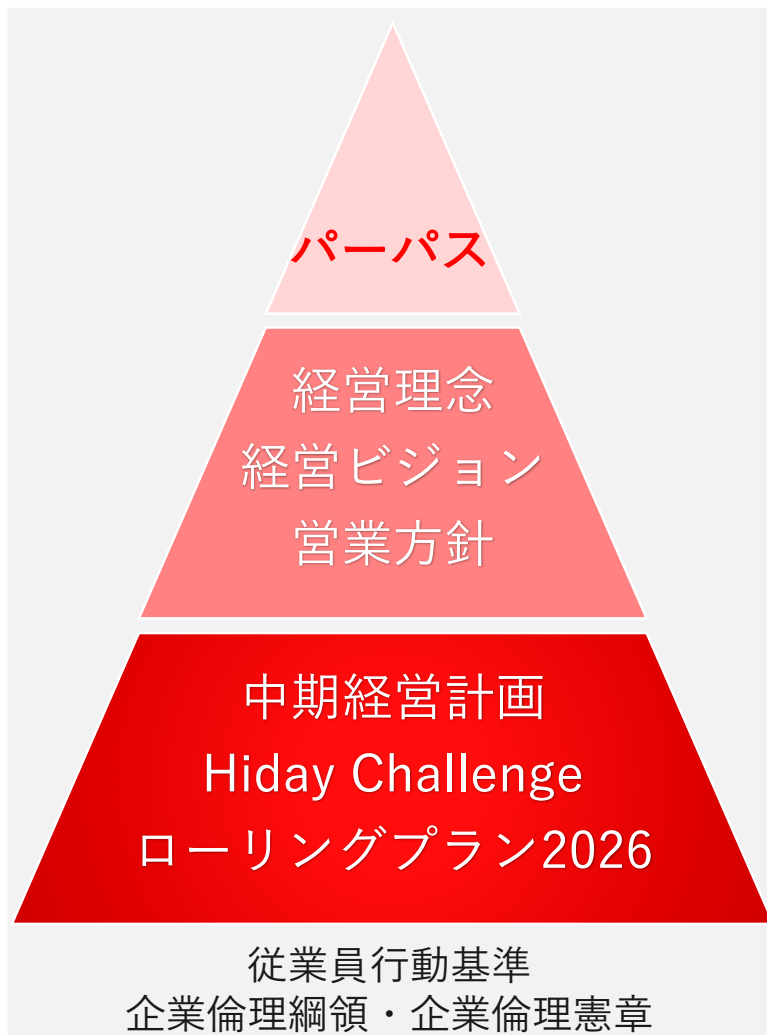 パーパス
経営理念
経営ビジョン
営業方針
中期経営計画
Hiday Challenge
ローリングプラン2026
従業員行動基準
企業倫理綱領・企業倫理憲章